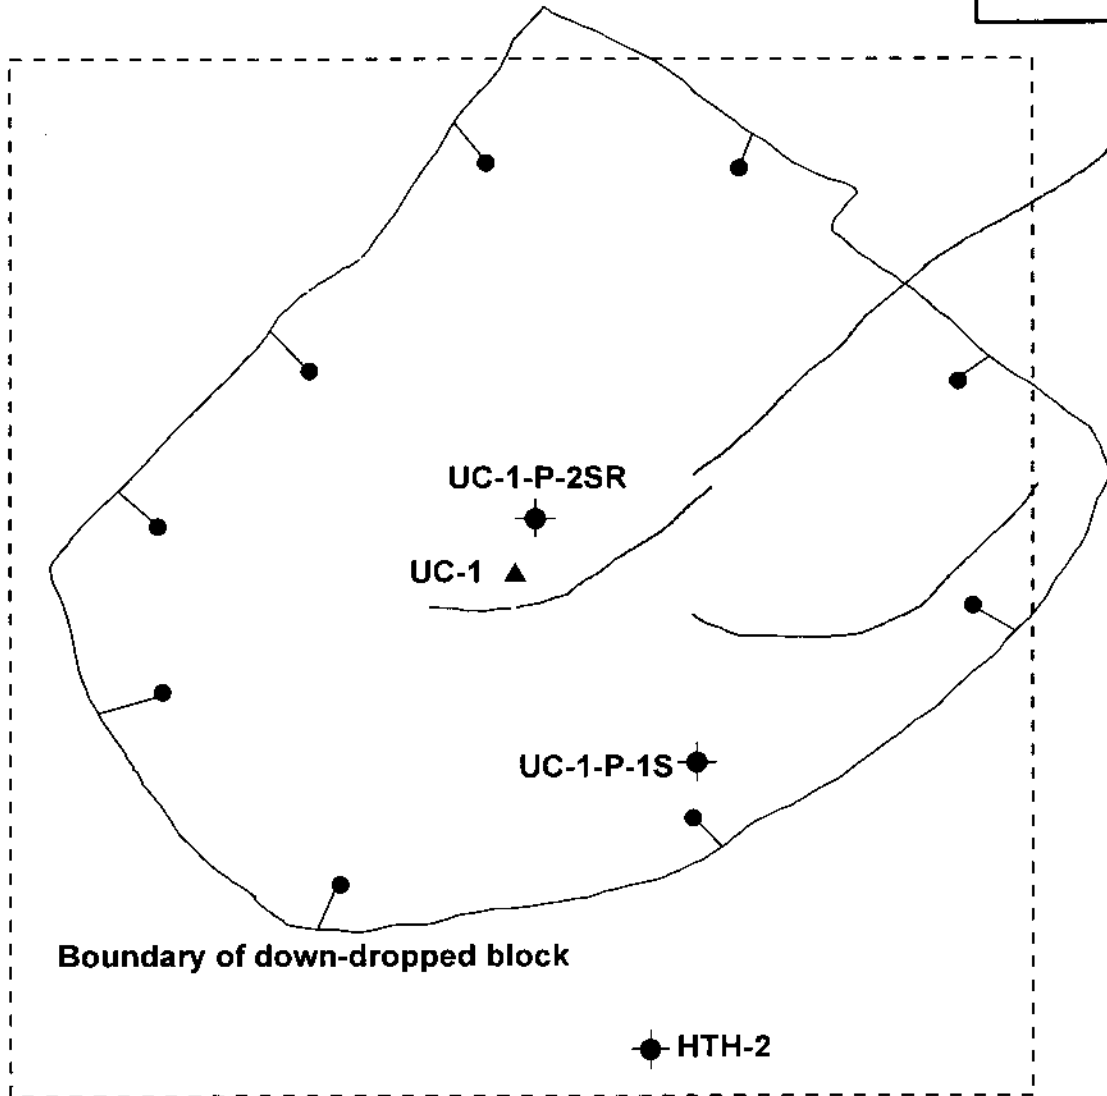 UC-1-P-2SR
UC-1
UC-1-P-1S
Boundary of down-dropped block
HTH-2